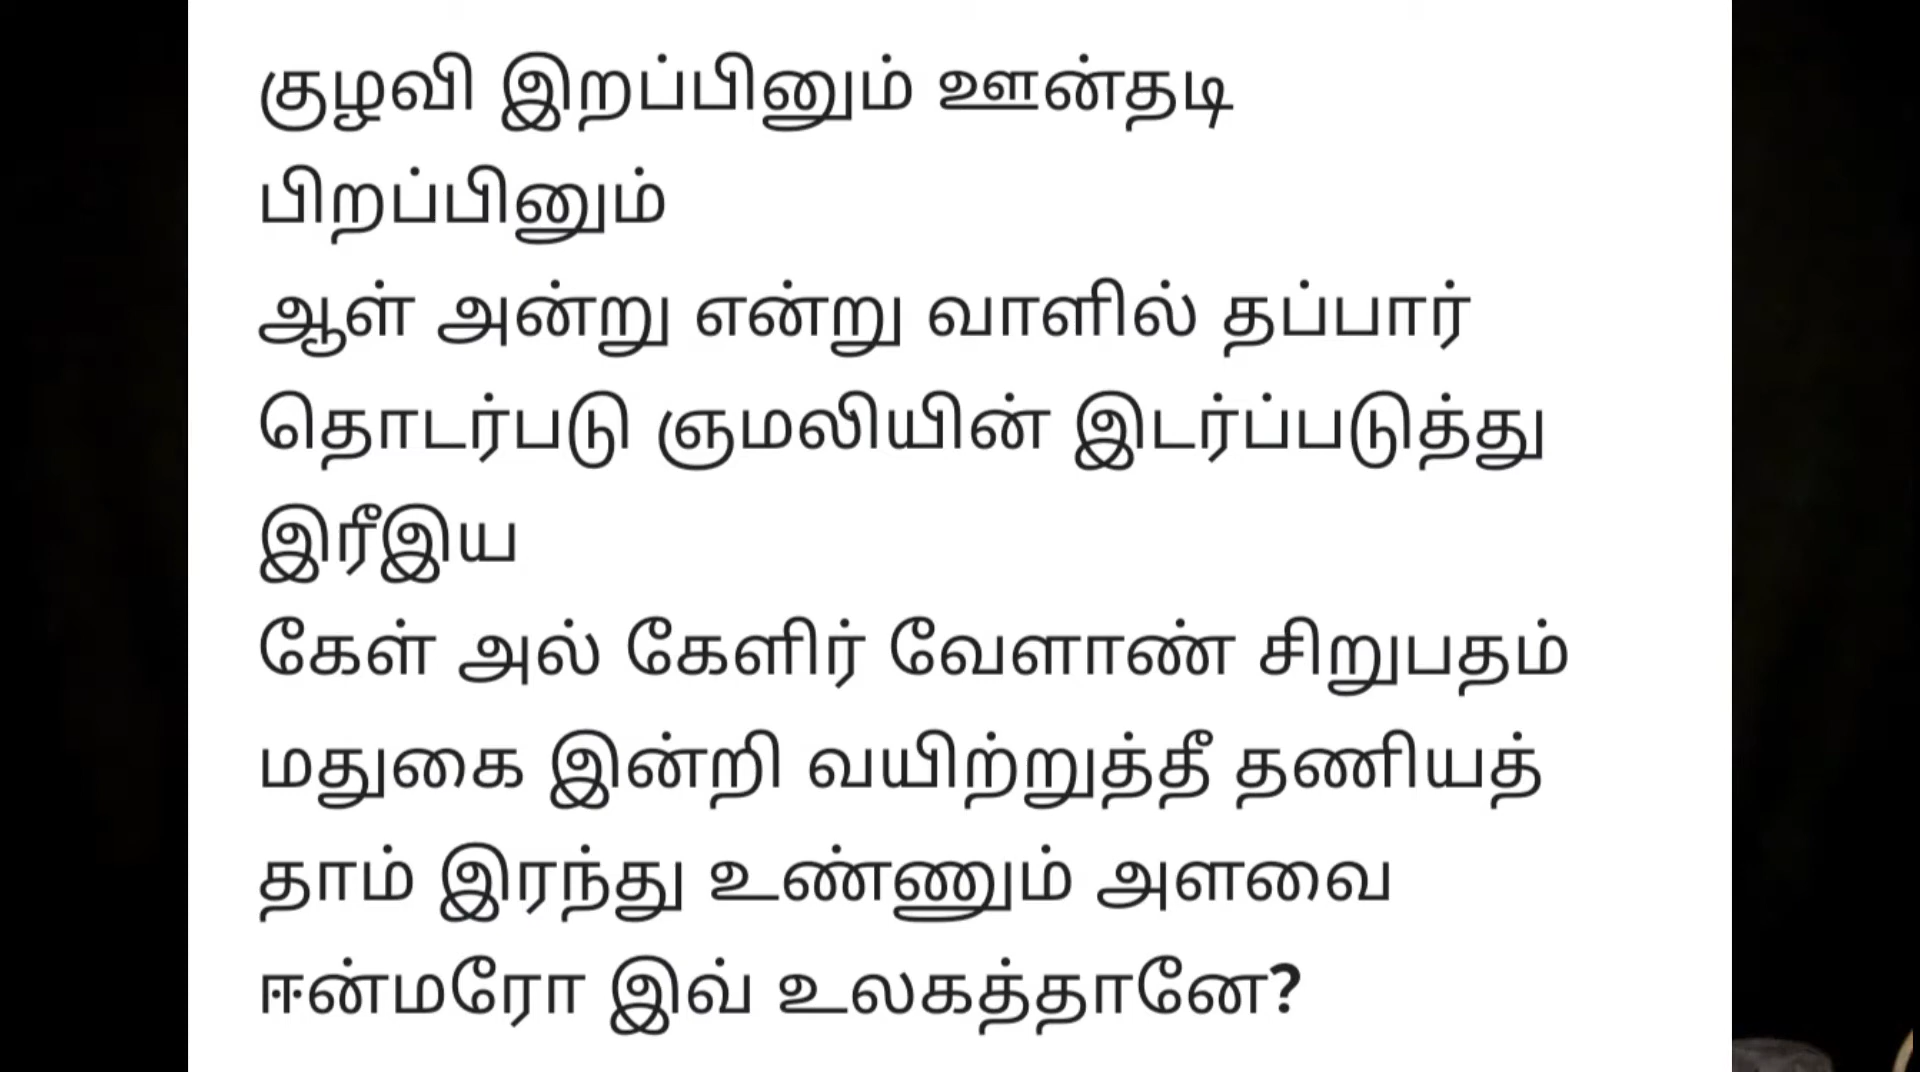 குழவி இறப்பினும் ஊன்தடி
பிறப்பினும்
ஆள் அன்று என்று வாளில் தப்பார்
தொடர்படு ஞமலியின் இடர்ப்படுத்து
இரீஇய
கேள் அல் கேளிர் வேளாண் சிறுபதம்
மதுகை இன்றி வயிற்றுத்தீ தணியத்
தாம் இரந்து உண்ணும் அளவை
ஈன்மரோ இவ் உலகத்தானே?